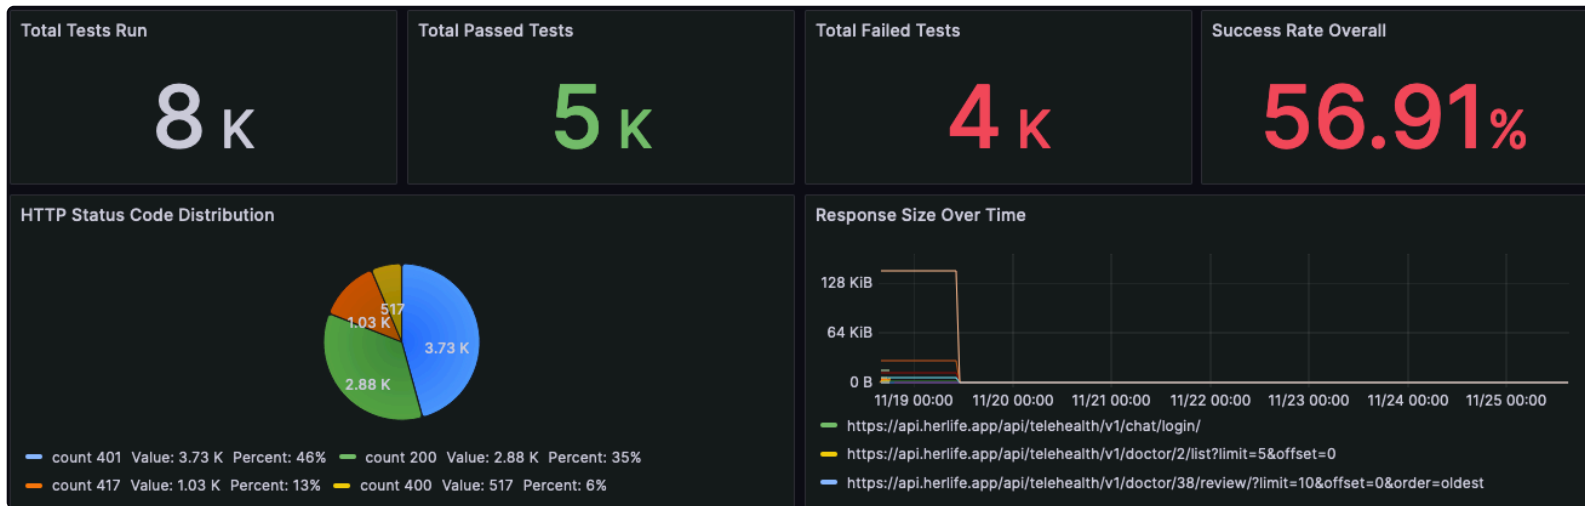 Total Tests Run
8 K
Total Passed Tests
5 K
Total Failed Tests
4 K
Success Rate Overall
56.91%
HTTP Status Code Distribution
517
1.03 K
3.73 K
2.88 K
count 401 Value: 3.73 K Percent: 46% count 200 Value: 2.88 K Percent: 35%
count 417 Value: 1.03 K Percent: 13% count 400 Value: 517 Percent: 6%
Response Size Over Time
128 KiB
64 KiB
0 B
11/19 00:00 11/20 00:00 11/21 00:00 11/22 00:00 11/23 00:00 11/24 00:00 11/25 00:00
https://api.herlife.app/api/telehealth/v1/chat/login/
https://api.herlife.app/api/telehealth/v1/doctor/2/list?limit=5&offset=0
https://api.herlife.app/api/telehealth/v1/doctor/38/review/?limit=10&offset=0&order=oldest